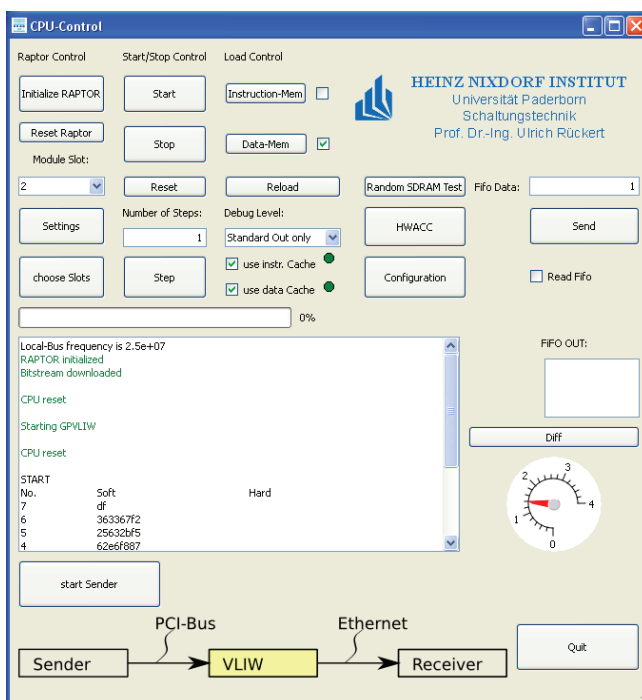 CPU-Control
Raptor Control Start/Stop Control Load Control
Initialize RAPTOR Start Instruction-Mem
HEINZ NIXDORF INSTITUT
Universität Paderborn
Schaltungstechnik
Prof. Dr.-Ing. Ulrich Rückert
Reset Raptor Stop Data-Mem
Module Slot:
2 Reset Reload Random SDRAM Test Fifo Data: 1
Settings Number of Steps: Debug Level: HWACC Send
1 Standard Out only
choose Slots Step use instr. Cache Configuration Read Fifo
use data Cache
0%
Local-Bus frequency is 2.5e+07
RAPTOR initialized
Bitstream downloaded
CPU reset
Starting GPVLIW
CPU reset
START
No. Soft Hard
7 df
6 363367f2
5 25632bf5
4 62e6f887
FiFO OUT:
Diff
0 1 2 3 4
start Sender
PCI-Bus Ethernet
Sender VLIW Receiver
Quit